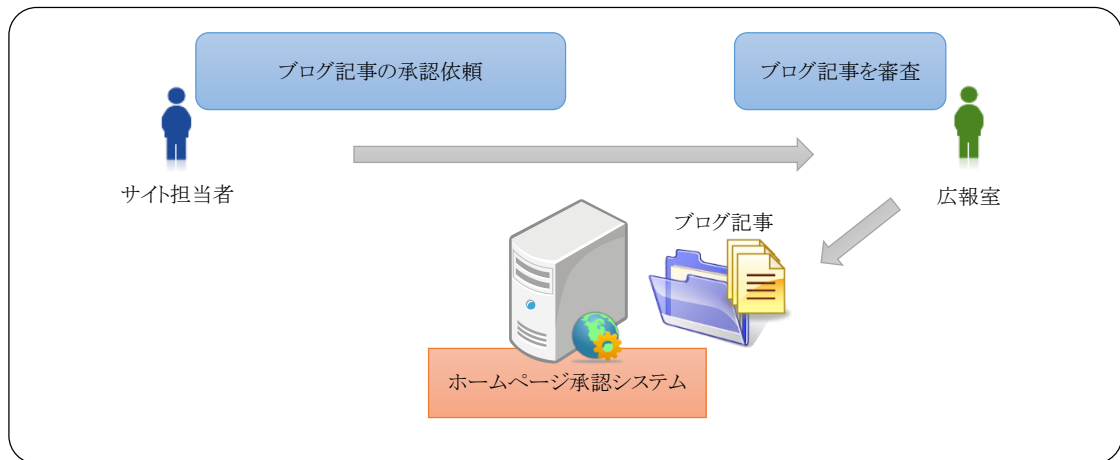 ブログ記事の承認依頼
ブログ記事を審査
サイト担当者
広報室
ブログ記事
ホームページ承認システム